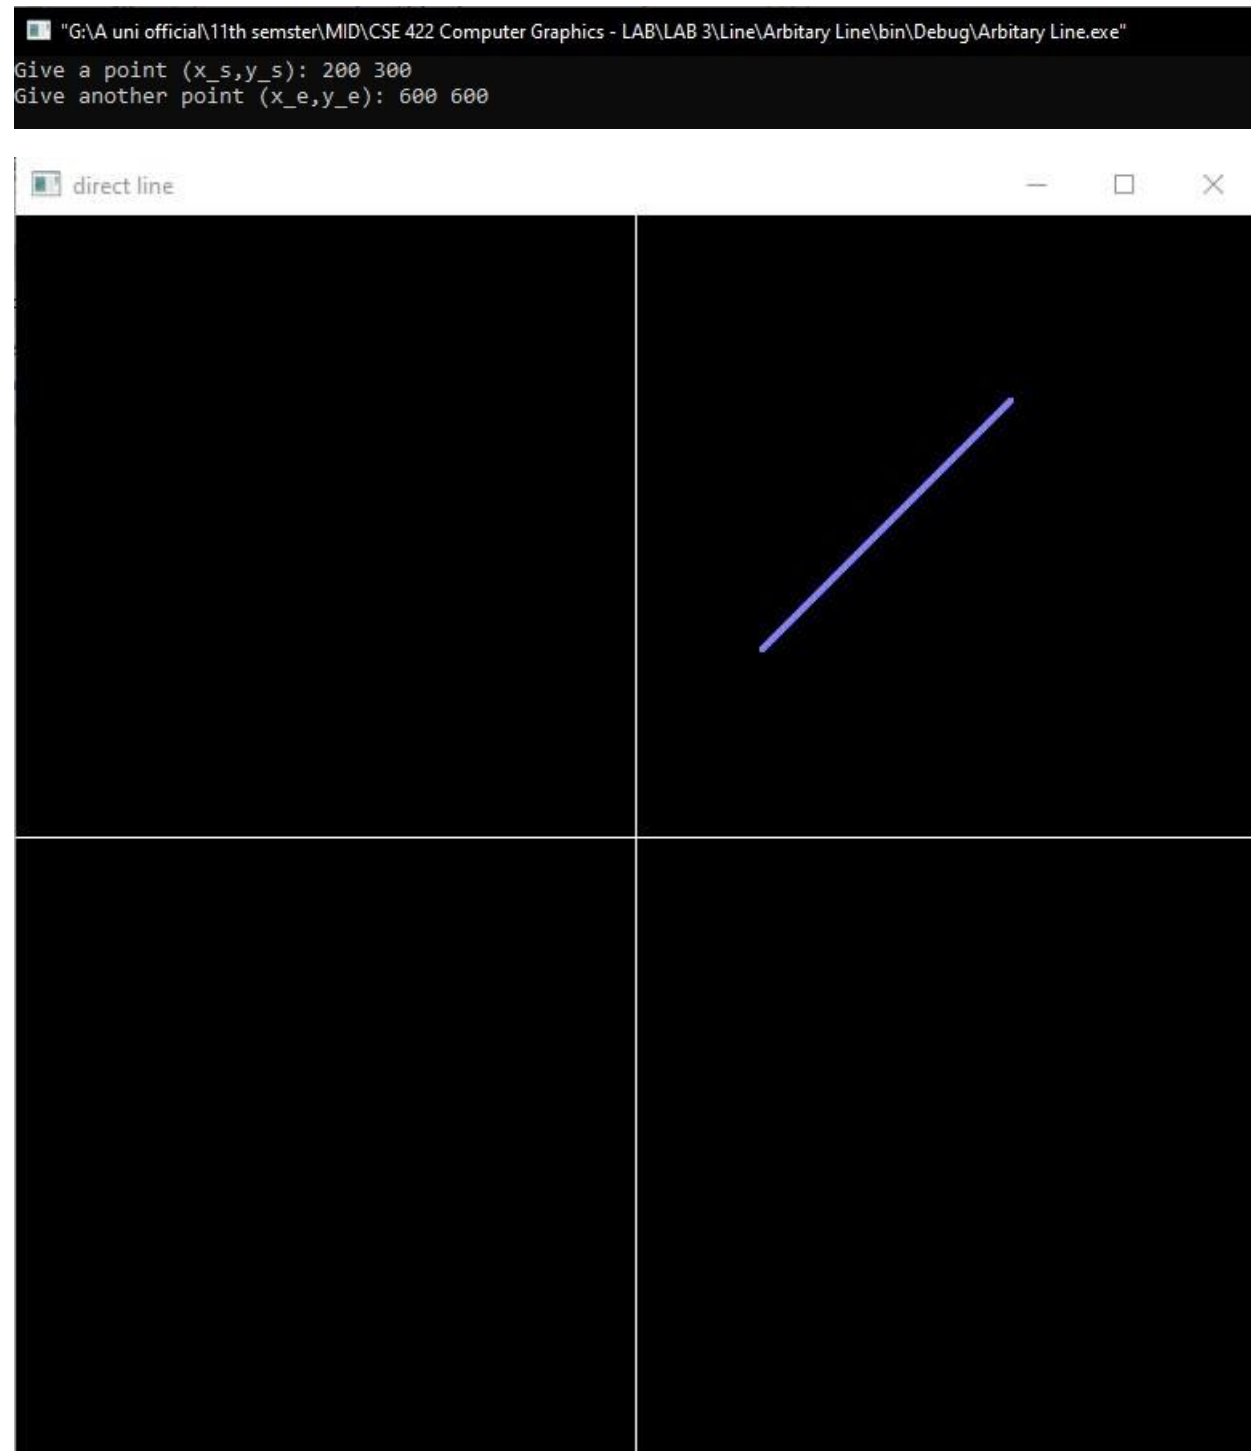 "G:\A uni official\11th semster\MID\CSE 422 Computer Graphics - LAB\LAB 3\Line\Arbitary Line\bin\Debug\Arbitary Line.exe"
Give a point (x_s,y_s): 200 300
Give another point (x_e,y_e): 600 600
direct line